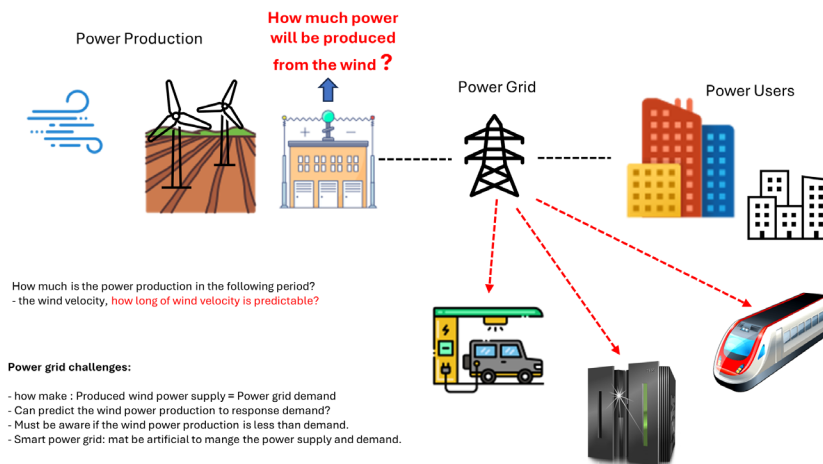 Power Production
How much power
will be produced
from the wind ?
Power Grid
Power Users
How much is the power production in the following period?
- the wind velocity, how long of wind velocity is predictable?
Power grid challenges:
- how make : Produced wind power supply = Power grid demand
- Can predict the wind power production to response demand?
- Must be aware if the wind power production is less than demand.
- Smart power grid: mat be artificial to mange the power supply and demand.